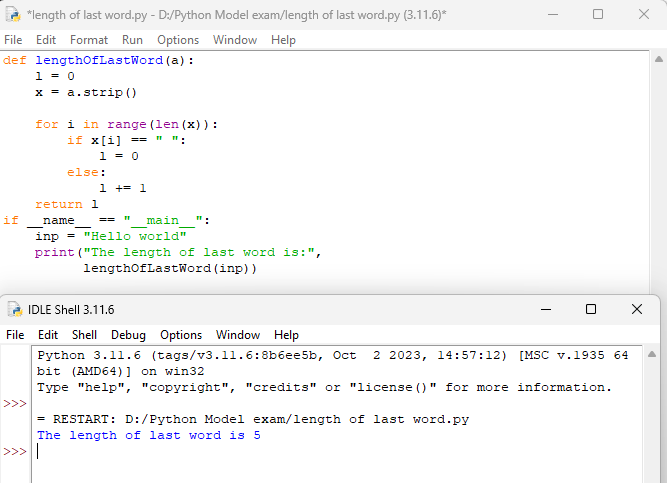 *length of last word.py - D:/Python Model exam/length of last word.py (3.11.6)*
File Edit Format Run Options Window Help
def lengthOfLastWord(a):
    l = 0
    x = a.strip()

    for i in range(len(x)):
        if x[i] == " ":
            l = 0
        else:
            l += 1
    return l
if __name__ == "__main__":
    inp = "Hello world"
    print("The length of last word is:",
          lengthOfLastWord(inp))
IDLE Shell 3.11.6
File Edit Shell Debug Options Window Help
Python 3.11.6 (tags/v3.11.6:8b6ee5b, Oct  2 2023, 14:57:12) [MSC v.1935 64
bit (AMD64)] on win32
Type "help", "copyright", "credits" or "license()" for more information.
>>>
= RESTART: D:/Python Model exam/length of last word.py
The length of last word is 5
>>>